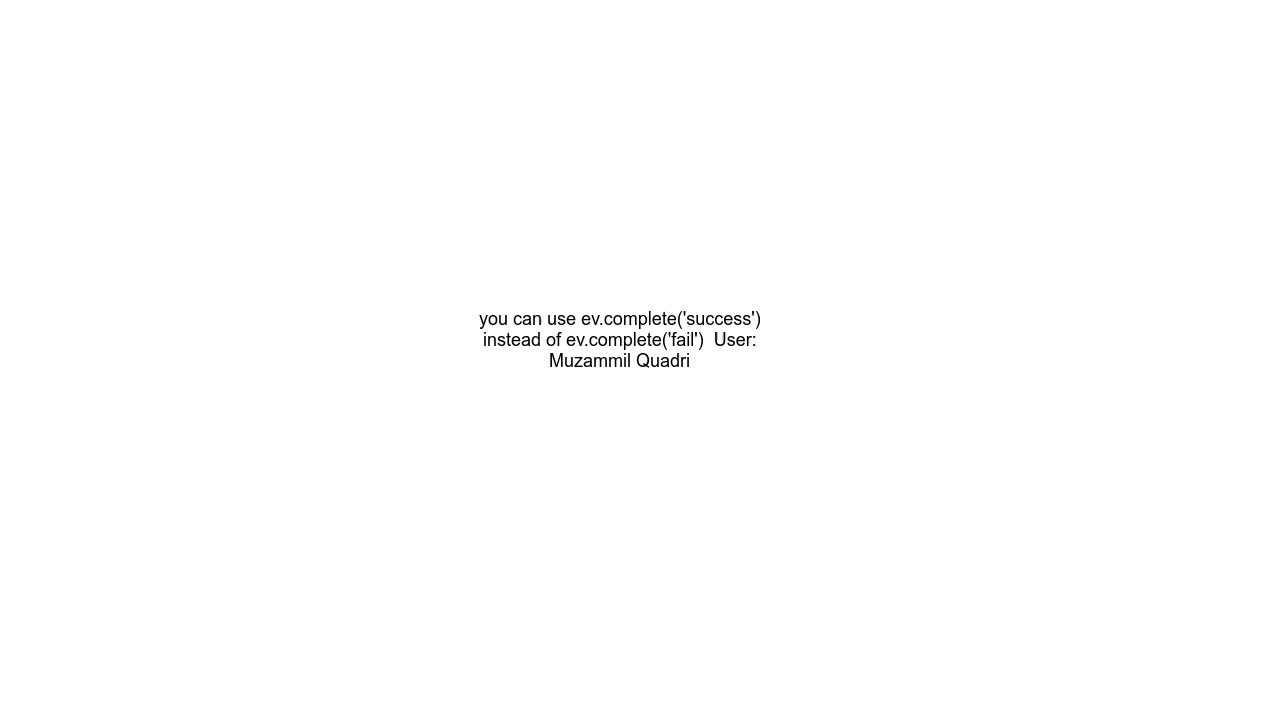 you can use ev.complete('success')
instead of ev.complete('fail')  User:
Muzammil Quadri